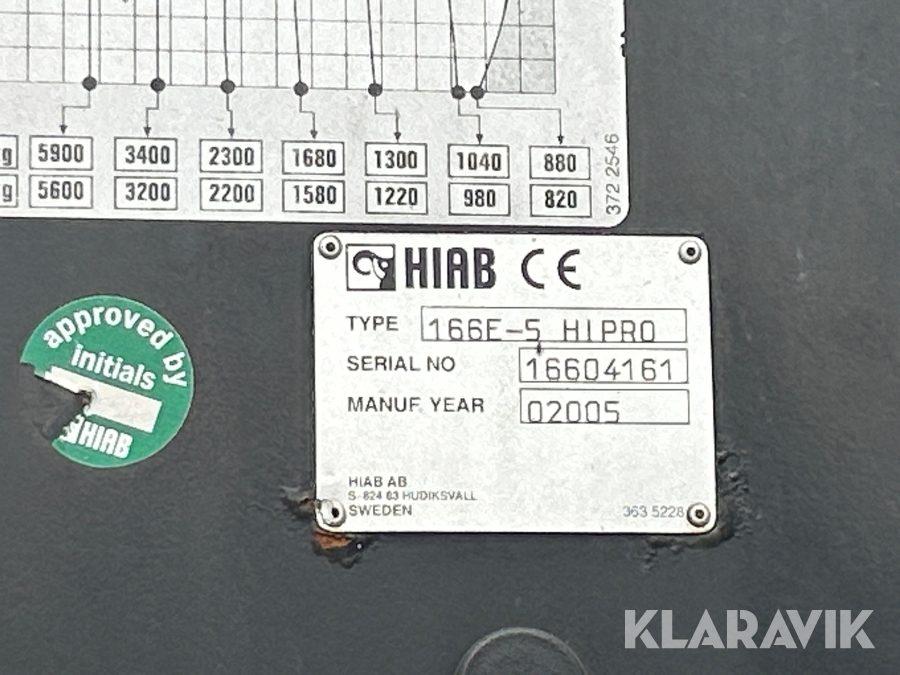 g 5900 3400 2300 1680 1300 1040 880
g 5600 3200 2200 1580 1220 980 820
372 2546
HIAB CE
TYPE 166E-5 HIPRO
SERIAL NO 16604161
MANUF. YEAR 02005
HIAB AB
S-824 83 HUDIKSVALL
SWEDEN 363 5228
approved by
initials
HIAB
KLARAVIK